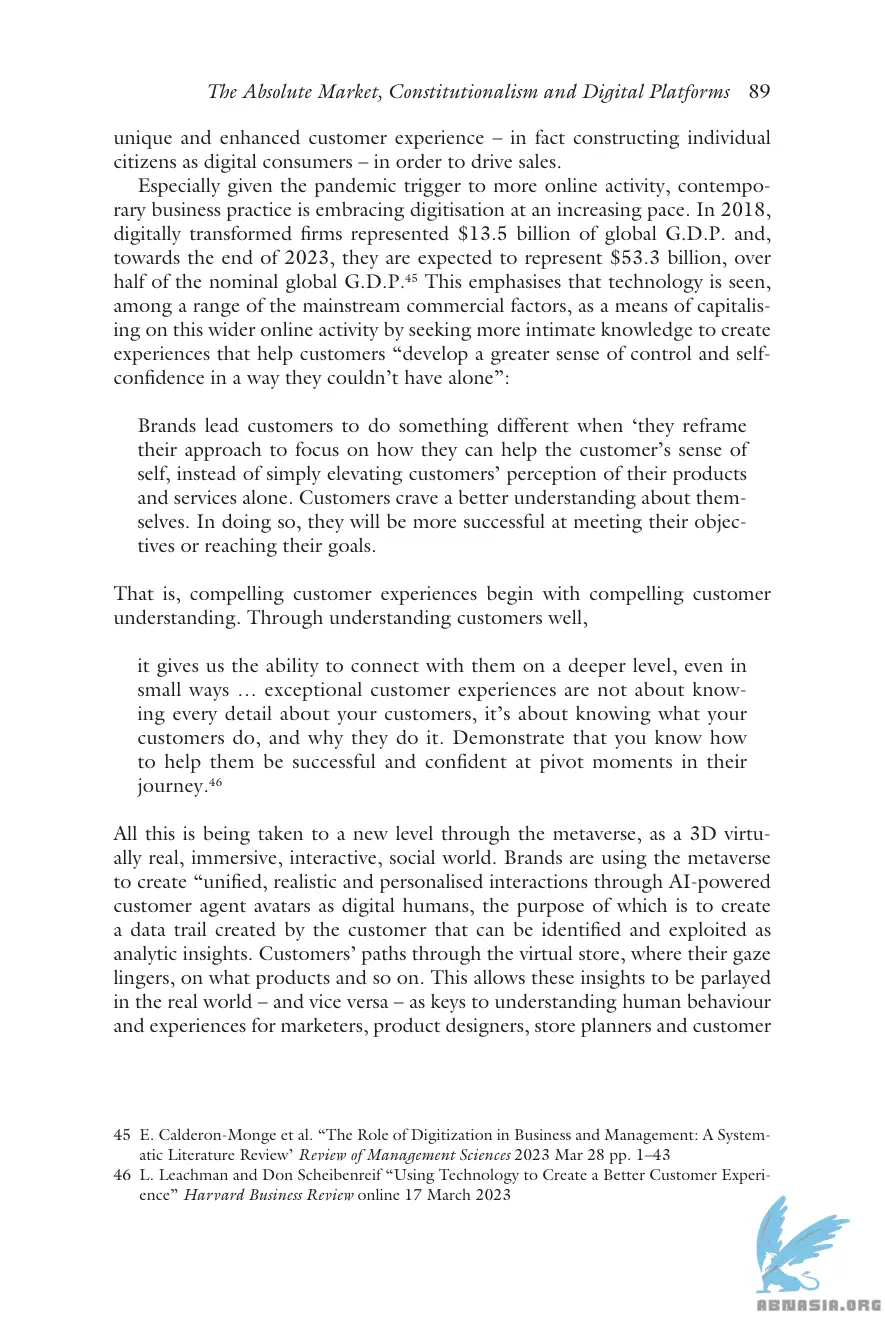 The Absolute Market, Constitutionalism and Digital Platforms 89
unique and enhanced customer experience – in fact constructing individual
citizens as digital consumers – in order to drive sales.
Especially given the pandemic trigger to more online activity, contempo-
rary business practice is embracing digitisation at an increasing pace. In 2018,
digitally transformed firms represented $13.5 billion of global G.D.P. and,
towards the end of 2023, they are expected to represent $53.3 billion, over
half of the nominal global G.D.P.45 This emphasises that technology is seen,
among a range of the mainstream commercial factors, as a means of capitalis-
ing on this wider online activity by seeking more intimate knowledge to create
experiences that help customers “develop a greater sense of control and self-
confidence in a way they couldn’t have alone”:
Brands lead customers to do something different when ‘they reframe
their approach to focus on how they can help the customer’s sense of
self, instead of simply elevating customers’ perception of their products
and services alone. Customers crave a better understanding about them-
selves. In doing so, they will be more successful at meeting their objec-
tives or reaching their goals.
That is, compelling customer experiences begin with compelling customer
understanding. Through understanding customers well,
it gives us the ability to connect with them on a deeper level, even in
small ways … exceptional customer experiences are not about know-
ing every detail about your customers, it’s about knowing what your
customers do, and why they do it. Demonstrate that you know how
to help them be successful and confident at pivot moments in their
journey.46
All this is being taken to a new level through the metaverse, as a 3D virtu-
ally real, immersive, interactive, social world. Brands are using the metaverse
to create “unified, realistic and personalised interactions through AI-powered
customer agent avatars as digital humans, the purpose of which is to create
a data trail created by the customer that can be identified and exploited as
analytic insights. Customers’ paths through the virtual store, where their gaze
lingers, on what products and so on. This allows these insights to be parlayed
in the real world – and vice versa – as keys to understanding human behaviour
and experiences for marketers, product designers, store planners and customer
45 E. Calderon-Monge et al. “The Role of Digitization in Business and Management: A System-
atic Literature Review’ Review of Management Sciences 2023 Mar 28 pp. 1–43
46 L. Leachman and Don Scheibenreif “Using Technology to Create a Better Customer Experi-
ence” Harvard Business Review online 17 March 2023
ABNASIA.ORG